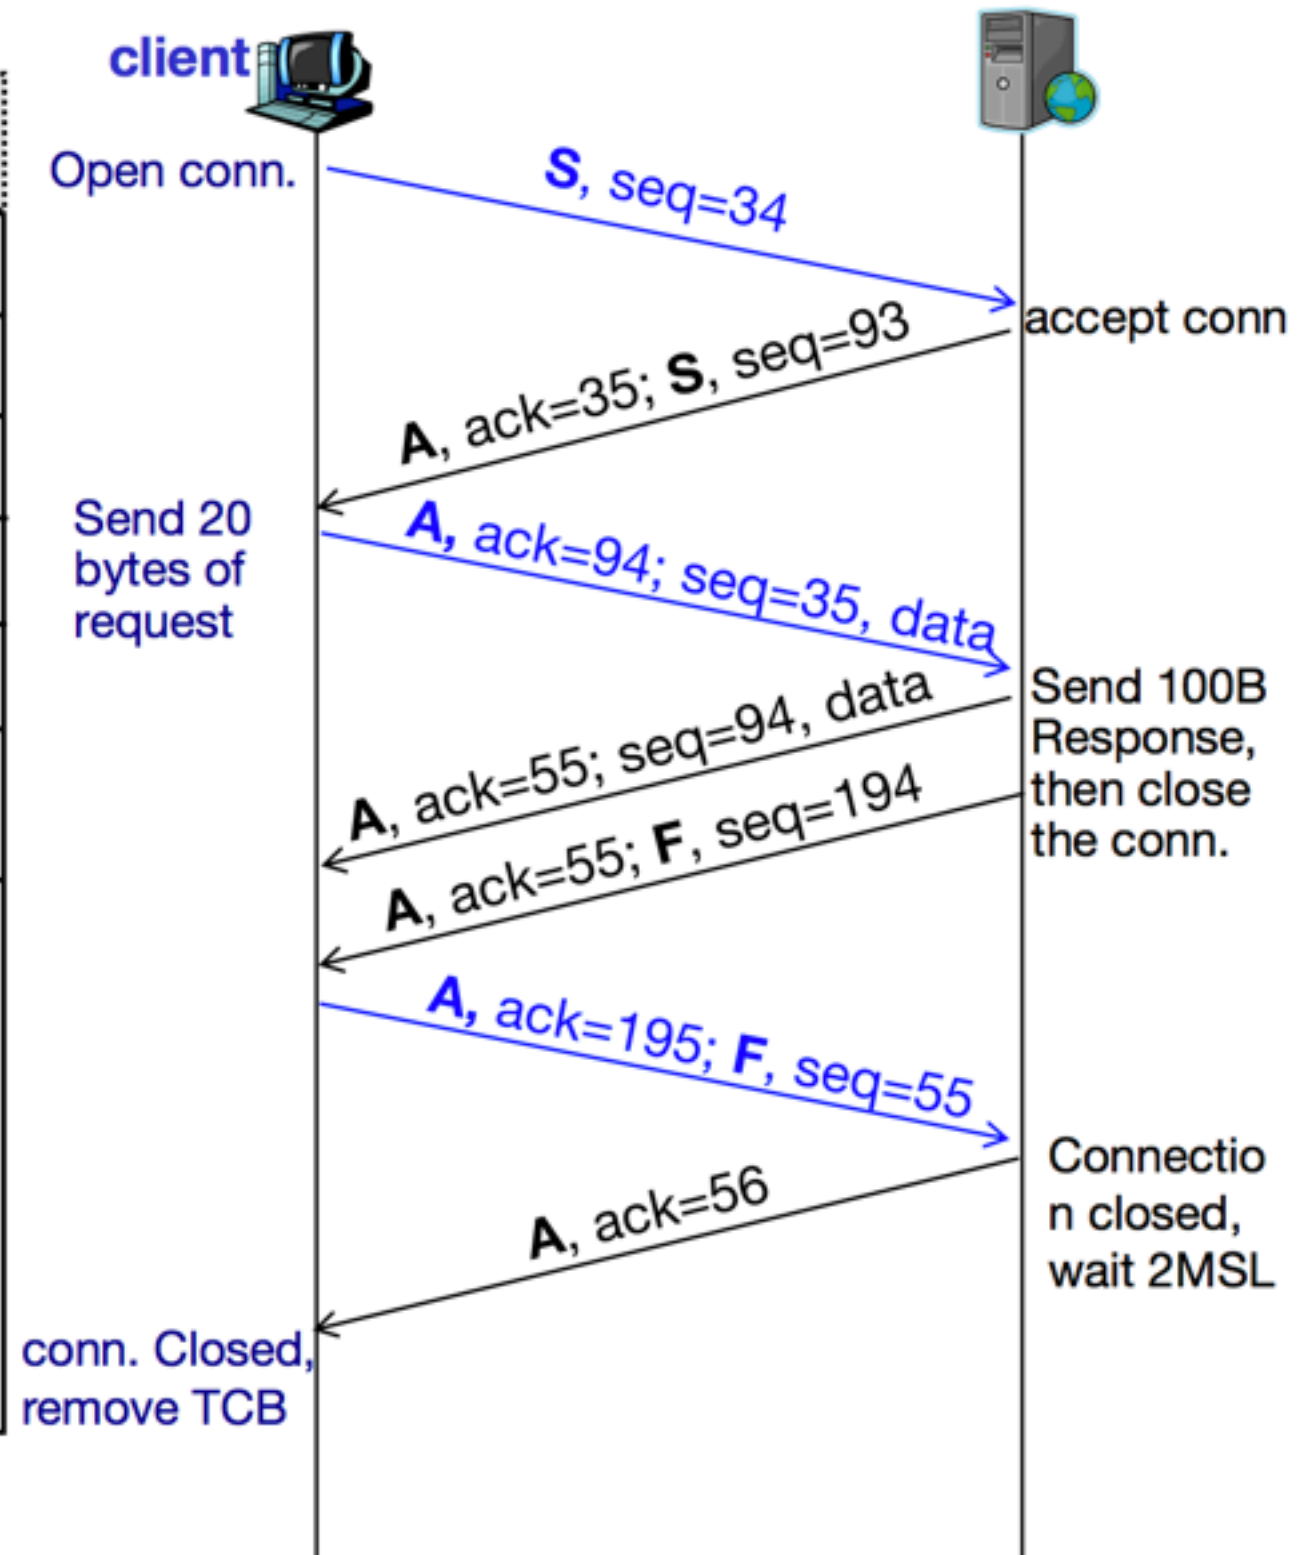 client
Open conn.
S, seq=34
accept conn
A, ack=35; S, seq=93
Send 20
bytes of
request
A, ack=94; seq=35, data
Send 100B
Response,
then close
the conn.
A, ack=55; seq=94, data
A, ack=55; F, seq=194
A, ack=195; F, seq=55
Connectio
n closed,
wait 2MSL
A, ack=56
conn. Closed,
remove TCB